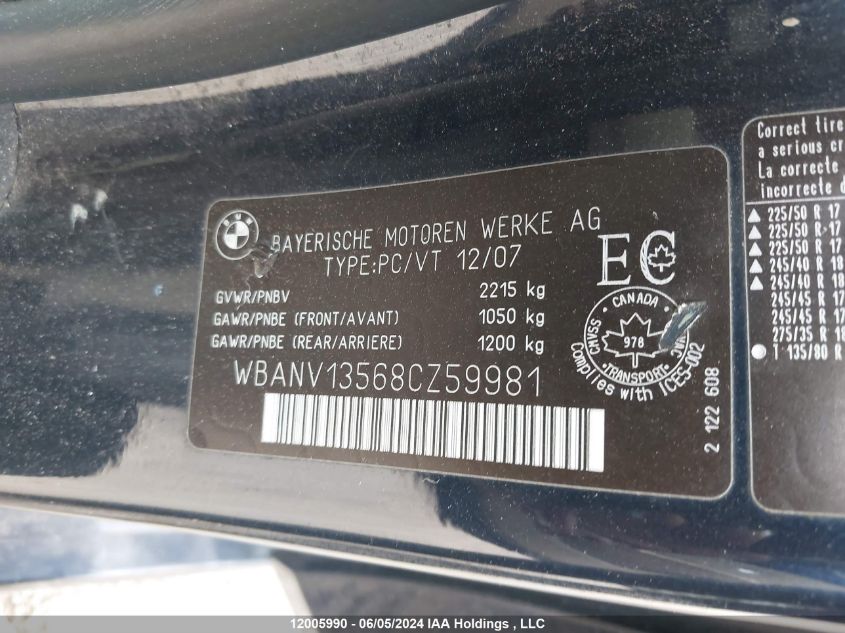 BMW
BAYERISCHE MOTOREN WERKE AG
TYPE:PC/VT 12/07
EC
GVWR/PNBV 2215 kg
GAWR/PNBE (FRONT/AVANT) 1050 kg
GAWR/PNBE (REAR/ARRIERE) 1200 kg
WBANV13568CZ59981
CANADA
CMVSS
NSVAC
978
TRANSPORT
Complies with ICES-002
2 122 608
Correct tire
a serious cr
La correcte
incorrecte d
▲ 225/50 R 17
▲ 225/50 R 17
▲ 225/50 R 17
▲ 245/40 R 18
▲ 245/40 R 18
245/45 R 17
245/45 R 17
275/35 R 18
T 135/80 R
12005990 - 06/05/2024 IAA Holdings , LLC